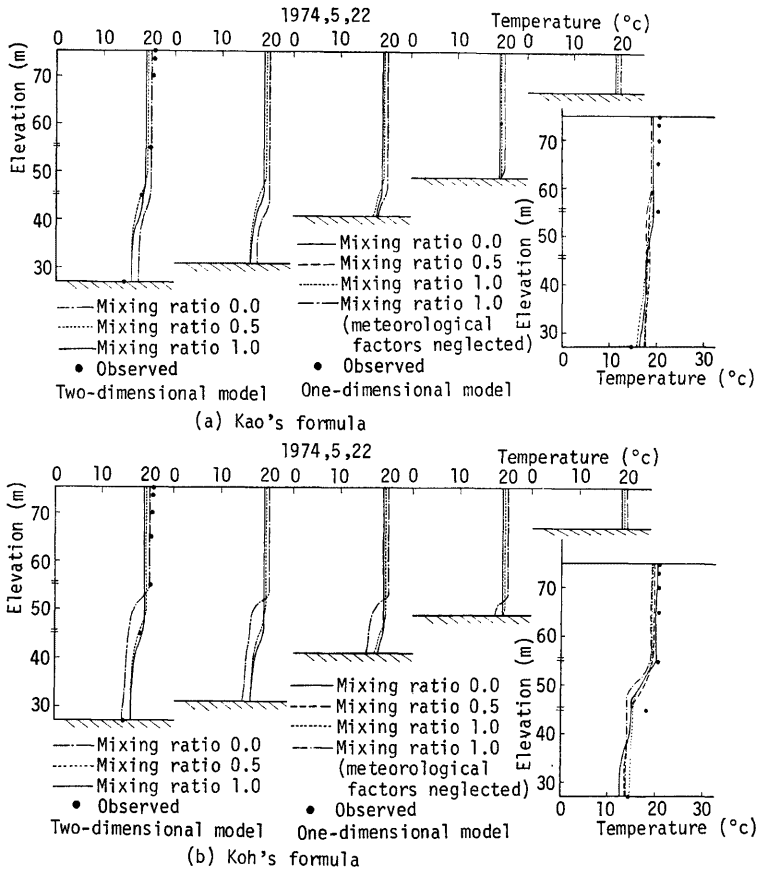 1974,5,22
Temperature (°c)
0 10 20 0 10 20 0 10 20 0 10 20 0 10 20
Elevation (m)
70
60
50
40
30
Mixing ratio 0.0
Mixing ratio 0.5
Mixing ratio 1.0
Observed
Two-dimensional model
Mixing ratio 0.0
Mixing ratio 0.5
Mixing ratio 1.0
Mixing ratio 1.0
(meteorological
factors neglected)
Observed
One-dimensional model
Elevation (m)
70
60
50
40
30
0 10 20 30
Temperature (°c)
(a) Kao's formula
1974,5,22
Temperature (°c)
0 10 20 0 10 20 0 10 20 0 10 20 0 10 20
Elevation (m)
70
60
50
40
30
Mixing ratio 0.0
Mixing ratio 0.5
Mixing ratio 1.0
Observed
Two-dimensional model
Mixing ratio 0.0
Mixing ratio 0.5
Mixing ratio 1.0
Mixing ratio 1.0
(meteorological
factors neglected)
Observed
One-dimensional model
Elevation (m)
70
60
50
40
30
0 10 20 30
Temperature (°c)
(b) Koh's formula